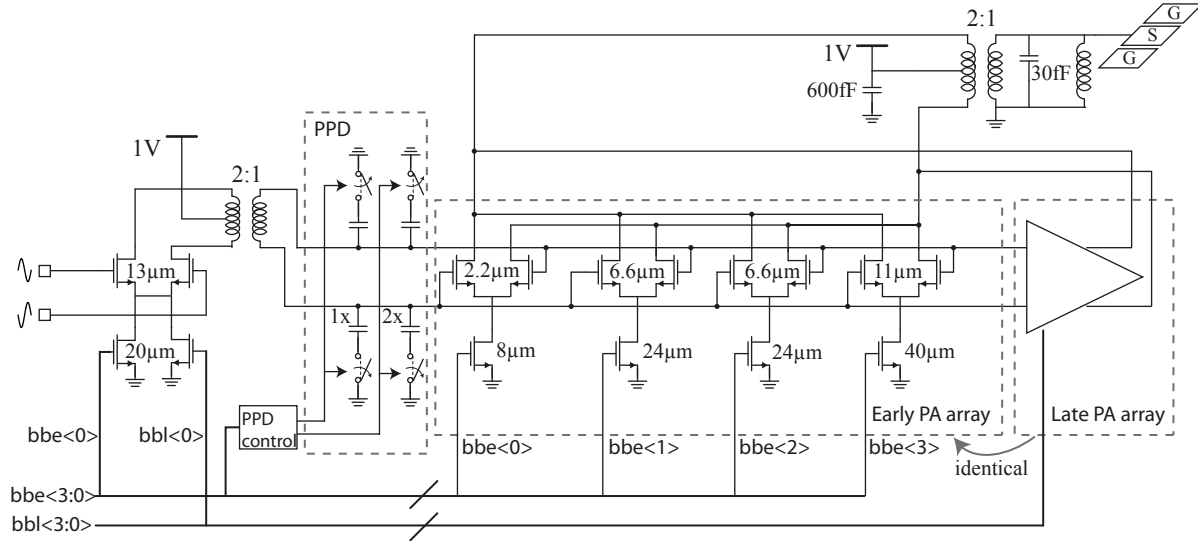 G
S
G
2:1
1V
600fF
30fF
PPD
1V
2:1
13µm
2.2µm
6.6µm
6.6µm
11µm
1x
2x
20µm
8µm
24µm
24µm
40µm
PPD
control
Early PA array
Late PA array
bbe<0>
bbl<0>
bbe<0>
bbe<1>
bbe<2>
bbe<3>
identical
bbe<3:0>
bbl<3:0>